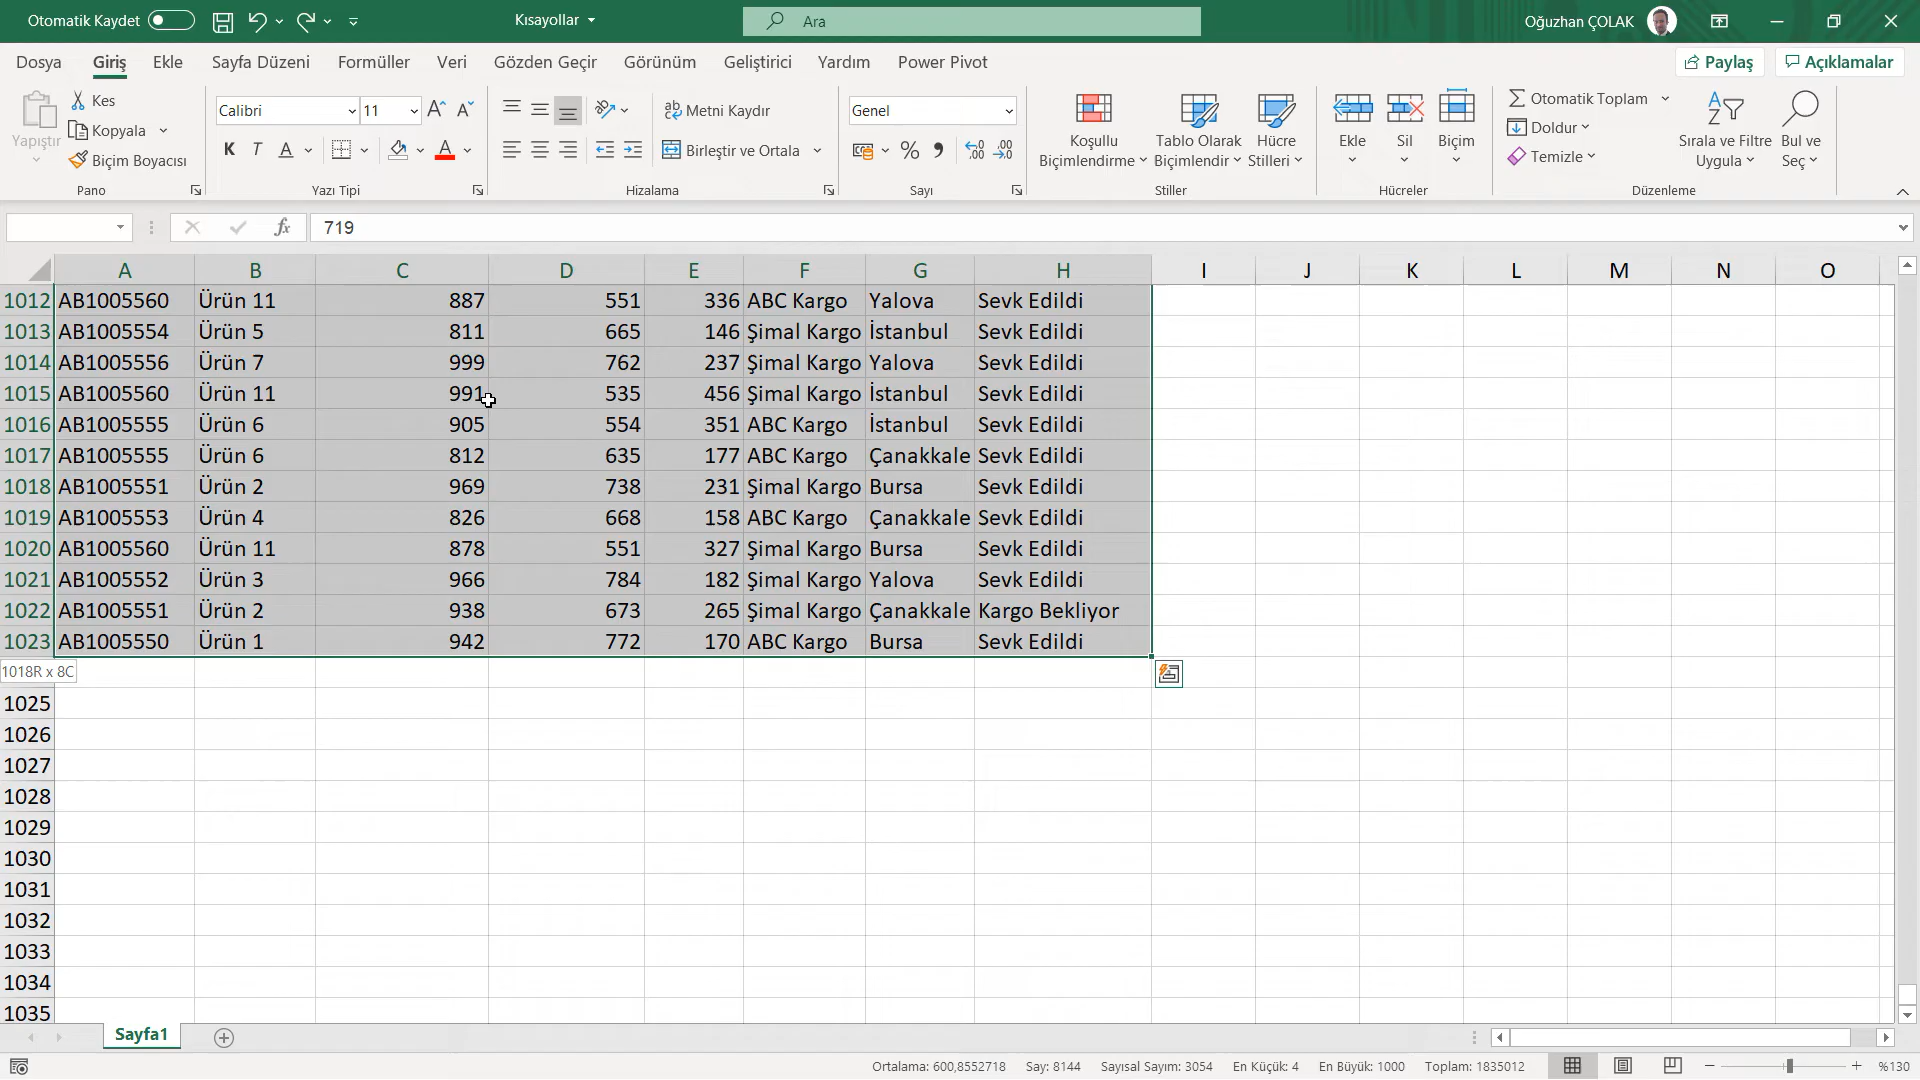 Otomatik Kaydet Kısayollar Ara Oğuzhan ÇOLAK
Dosya Giriş Ekle Sayfa Düzeni Formüller Veri Gözden Geçir Görünüm Geliştirici Yardım Power Pivot Paylaş Açıklamalar
Yapıştır Kes
Kopyala
Biçim Boyacısı
Pano
Calibri 11
K T A A
Yazı Tipi
Metni Kaydır
Birleştir ve Ortala
Hizalama
Genel
Sayı
Koşullu Biçimlendirme
Tablo Olarak Biçimlendir
Hücre Stilleri
Stiller
Ekle Sil Biçim
Hücreler
Otomatik Toplam
Doldur
Temizle
Sırala ve Filtre Uygula
Bul ve Seç
Düzenleme
fx 719
A B C D E F G H I J K L M N O
1012 AB1005560 Ürün 11 887 551 336 ABC Kargo Yalova Sevk Edildi
1013 AB1005554 Ürün 5 811 665 146 Şimal Kargo İstanbul Sevk Edildi
1014 AB1005556 Ürün 7 999 762 237 Şimal Kargo Yalova Sevk Edildi
1015 AB1005560 Ürün 11 991 535 456 Şimal Kargo İstanbul Sevk Edildi
1016 AB1005555 Ürün 6 905 554 351 ABC Kargo İstanbul Sevk Edildi
1017 AB1005555 Ürün 6 812 635 177 ABC Kargo Çanakkale Sevk Edildi
1018 AB1005551 Ürün 2 969 738 231 Şimal Kargo Bursa Sevk Edildi
1019 AB1005553 Ürün 4 826 668 158 ABC Kargo Çanakkale Sevk Edildi
1020 AB1005560 Ürün 11 878 551 327 Şimal Kargo Bursa Sevk Edildi
1021 AB1005552 Ürün 3 966 784 182 Şimal Kargo Yalova Sevk Edildi
1022 AB1005551 Ürün 2 938 673 265 Şimal Kargo Çanakkale Kargo Bekliyor
1023 AB1005550 Ürün 1 942 772 170 ABC Kargo Bursa Sevk Edildi
1018R x 8C
1025
1026
1027
1028
1029
1030
1031
1032
1033
1034
1035
Sayfa1
Ortalama: 600,8552718 Say: 8144 Sayısal Sayım: 3054 En Küçük: 4 En Büyük: 1000 Toplam: 1835012 %130